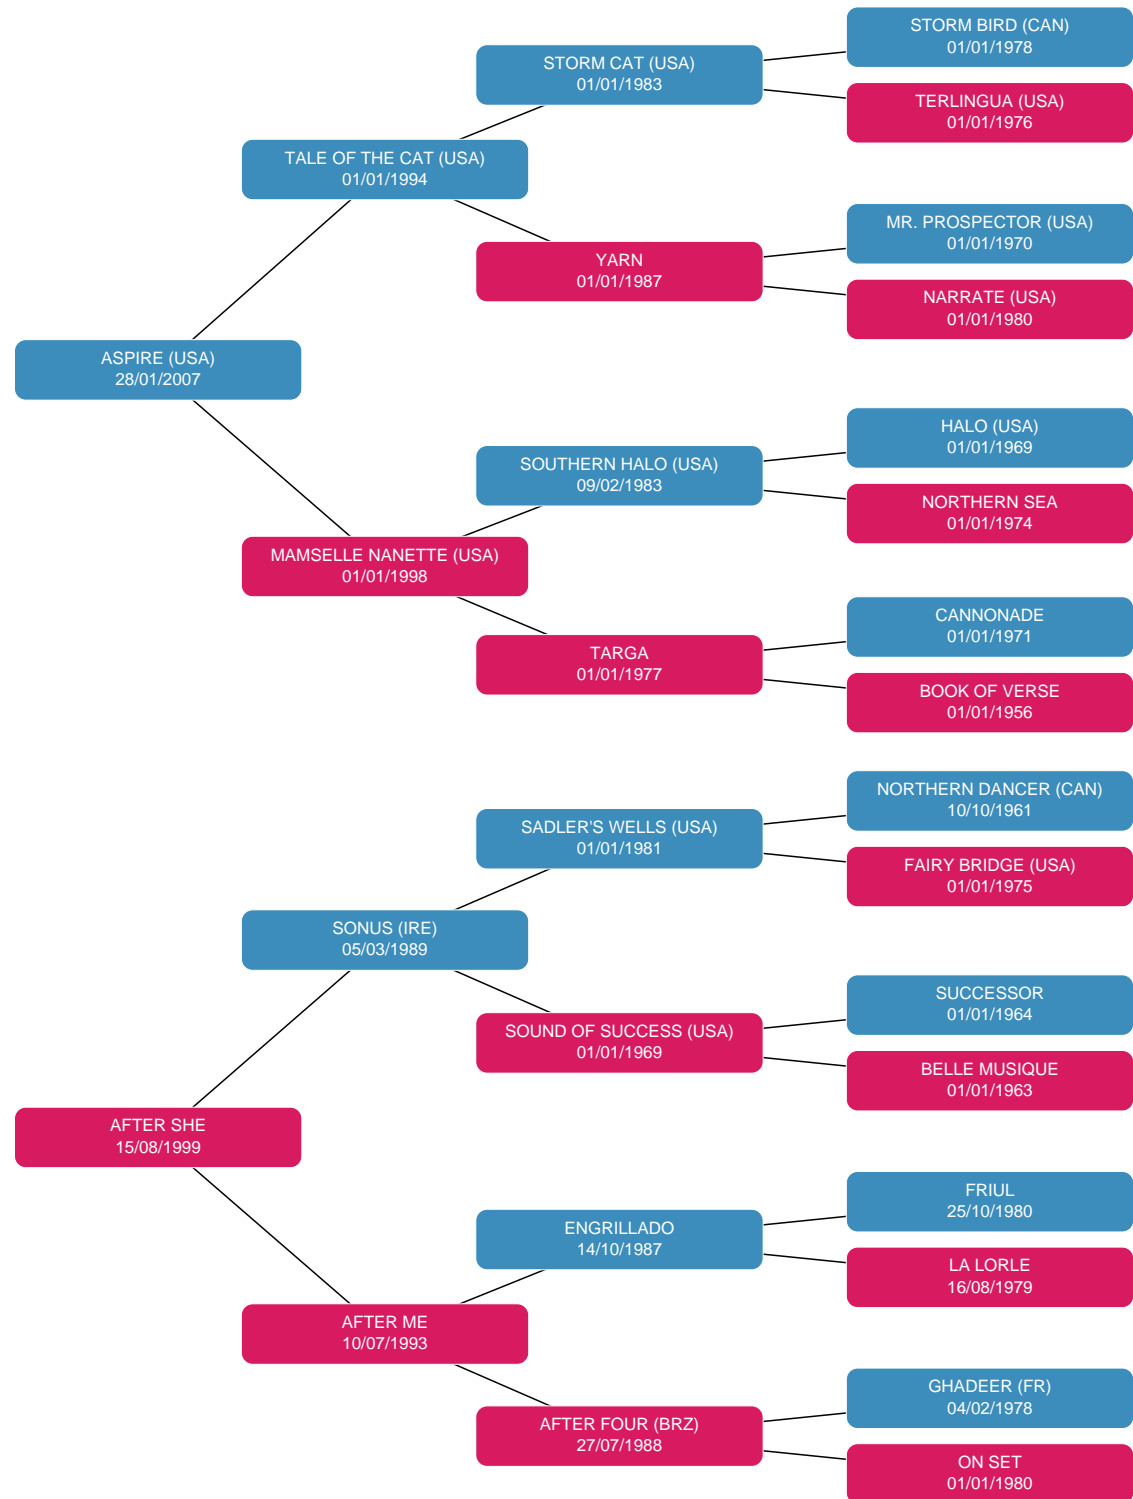 STORM BIRD (CAN)
01/01/1978
STORM CAT (USA)
01/01/1983
TERLINGUA (USA)
01/01/1976
TALE OF THE CAT (USA)
01/01/1994
MR. PROSPECTOR (USA)
01/01/1970
YARN
01/01/1987
NARRATE (USA)
01/01/1980
ASPIRE (USA)
28/01/2007
HALO (USA)
01/01/1969
SOUTHERN HALO (USA)
09/02/1983
NORTHERN SEA
01/01/1974
MAMSELLE NANETTE (USA)
01/01/1998
CANNONADE
01/01/1971
TARGA
01/01/1977
BOOK OF VERSE
01/01/1956
NORTHERN DANCER (CAN)
10/10/1961
SADLER'S WELLS (USA)
01/01/1981
FAIRY BRIDGE (USA)
01/01/1975
SONUS (IRE)
05/03/1989
SUCCESSOR
01/01/1964
SOUND OF SUCCESS (USA)
01/01/1969
BELLE MUSIQUE
01/01/1963
AFTER SHE
15/08/1999
FRIUL
25/10/1980
ENGRILLADO
14/10/1987
LA LORLE
16/08/1979
AFTER ME
10/07/1993
GHADEER (FR)
04/02/1978
AFTER FOUR (BRZ)
27/07/1988
ON SET
01/01/1980